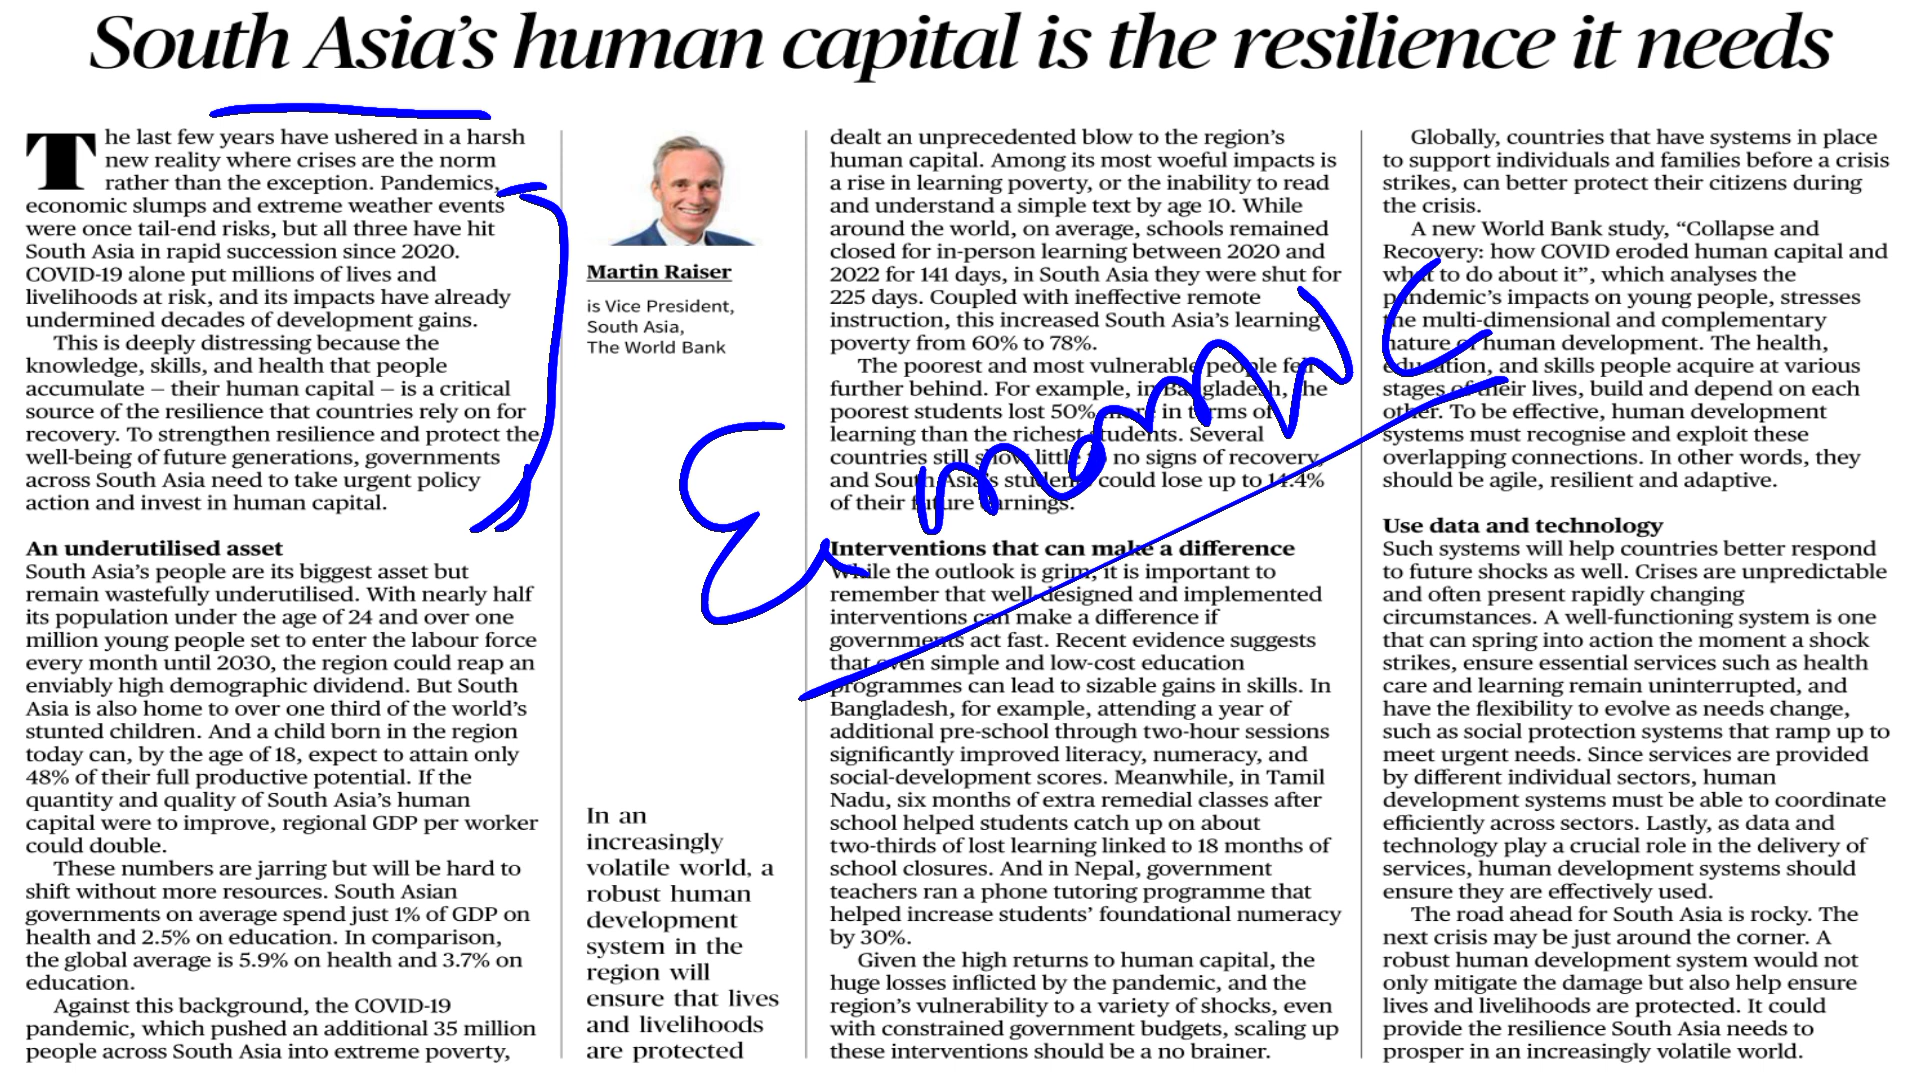 South Asia's human capital is the resilience it needs
The last few years have ushered in a harsh
new reality where crises are the norm
rather than the exception. Pandemics,
economic slumps and extreme weather events
were once tail-end risks, but all three have hit
South Asia in rapid succession since 2020.
COVID-19 alone put millions of lives and
livelihoods at risk, and its impacts have already
undermined decades of development gains.
This is deeply distressing because the
knowledge, skills, and health that people
accumulate – their human capital – is a critical
source of the resilience that countries rely on for
recovery. To strengthen resilience and protect the
well-being of future generations, governments
across South Asia need to take urgent policy
action and invest in human capital.
An underutilised asset
South Asia's people are its biggest asset but
remain wastefully underutilised. With nearly half
its population under the age of 24 and over one
million young people set to enter the labour force
every month until 2030, the region could reap an
enviably high demographic dividend. But South
Asia is also home to over one third of the world's
stunted children. And a child born in the region
today can, by the age of 18, expect to attain only
48% of their full productive potential. If the
quantity and quality of South Asia's human
capital were to improve, regional GDP per worker
could double.
These numbers are jarring but will be hard to
shift without more resources. South Asian
governments on average spend just 1% of GDP on
health and 2.5% on education. In comparison,
the global average is 5.9% on health and 3.7% on
education.
Against this background, the COVID-19
pandemic, which pushed an additional 35 million
people across South Asia into extreme poverty,
Martin Raiser
is Vice President,
South Asia,
The World Bank
In an
increasingly
volatile world, a
robust human
development
system in the
region will
ensure that lives
and livelihoods
are protected
dealt an unprecedented blow to the region's
human capital. Among its most woeful impacts is
a rise in learning poverty, or the inability to read
and understand a simple text by age 10. While
around the world, on average, schools remained
closed for in-person learning between 2020 and
2022 for 141 days, in South Asia they were shut for
225 days. Coupled with ineffective remote
instruction, this increased South Asia's learning
poverty from 60% to 78%.
The poorest and most vulnerable people fell
further behind. For example, in Bangladesh, the
poorest students lost 50% more in terms of
learning than the richest students. Several
countries still show little to no signs of recovery,
and South Asia's students could lose up to 14.4%
of their future earnings.
Interventions that can make a difference
While the outlook is grim, it is important to
remember that well-designed and implemented
interventions can make a difference if
governments act fast. Recent evidence suggests
that even simple and low-cost education
programmes can lead to sizable gains in skills. In
Bangladesh, for example, attending a year of
additional pre-school through two-hour sessions
significantly improved literacy, numeracy, and
social-development scores. Meanwhile, in Tamil
Nadu, six months of extra remedial classes after
school helped students catch up on about
two-thirds of lost learning linked to 18 months of
school closures. And in Nepal, government
teachers ran a phone tutoring programme that
helped increase students' foundational numeracy
by 30%.
Given the high returns to human capital, the
huge losses inflicted by the pandemic, and the
region's vulnerability to a variety of shocks, even
with constrained government budgets, scaling up
these interventions should be a no brainer.
Globally, countries that have systems in place
to support individuals and families before a crisis
strikes, can better protect their citizens during
the crisis.
A new World Bank study, "Collapse and
Recovery: how COVID eroded human capital and
what to do about it", which analyses the
pandemic's impacts on young people, stresses
the multi-dimensional and complementary
nature of human development. The health,
education, and skills people acquire at various
stages of their lives, build and depend on each
other. To be effective, human development
systems must recognise and exploit these
overlapping connections. In other words, they
should be agile, resilient and adaptive.
Use data and technology
Such systems will help countries better respond
to future shocks as well. Crises are unpredictable
and often present rapidly changing
circumstances. A well-functioning system is one
that can spring into action the moment a shock
strikes, ensure essential services such as health
care and learning remain uninterrupted, and
have the flexibility to evolve as needs change,
such as social protection systems that ramp up to
meet urgent needs. Since services are provided
by different individual sectors, human
development systems must be able to coordinate
efficiently across sectors. Lastly, as data and
technology play a crucial role in the delivery of
services, human development systems should
ensure they are effectively used.
The road ahead for South Asia is rocky. The
next crisis may be just around the corner. A
robust human development system would not
only mitigate the damage but also help ensure
lives and livelihoods are protected. It could
provide the resilience South Asia needs to
prosper in an increasingly volatile world.